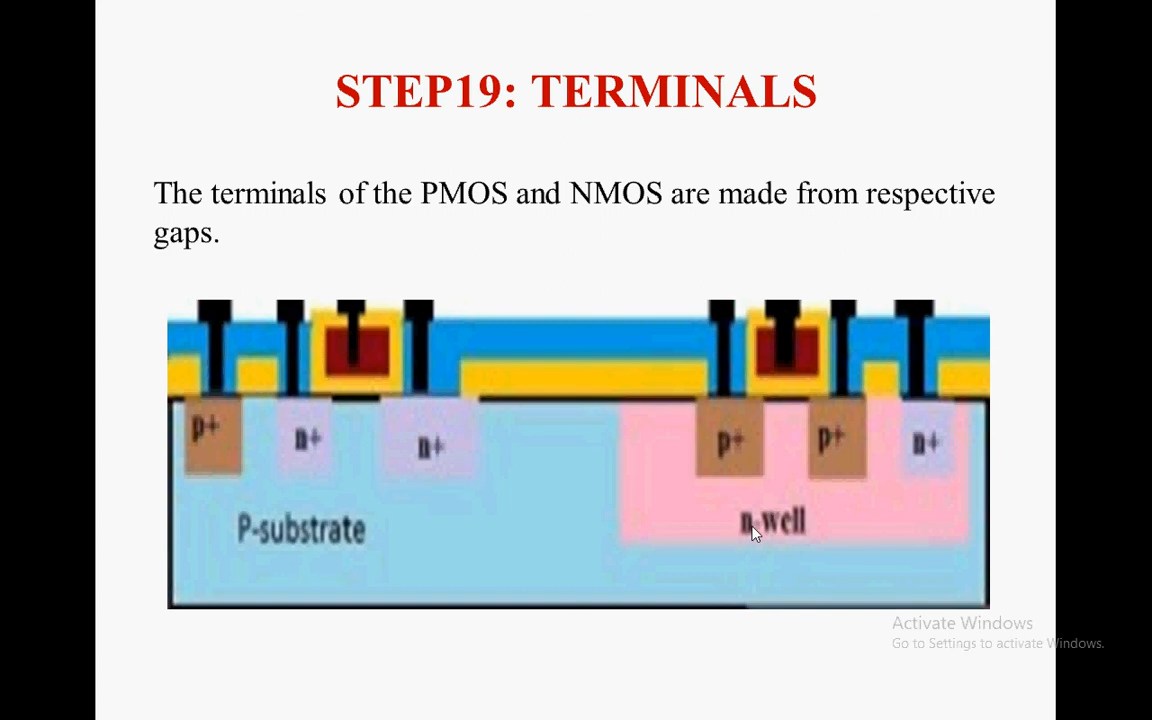 STEP19: TERMINALS
The terminals of the PMOS and NMOS are made from respective
gaps.
p+ n+ n+ p+ p+ n+
P-substrate n-well
Activate Windows
Go to Settings to activate Windows.